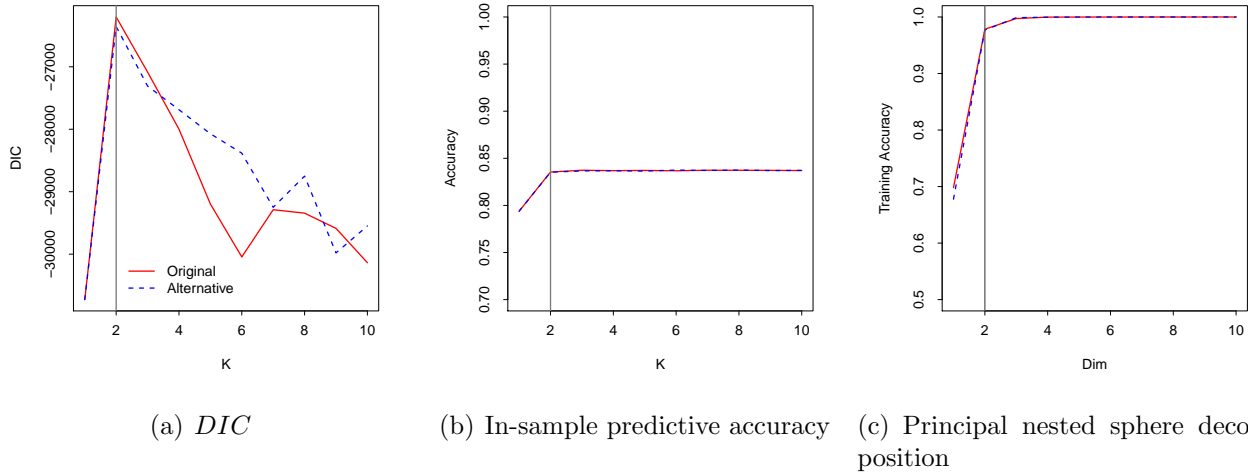 -27000
-28000
-29000
-30000
DIC
Original
Alternative
2 4 6 8 10
K
(a) DIC
1.00
0.95
0.90
0.85
0.80
0.75
0.70
Accuracy
2 4 6 8 10
K
(b) In-sample predictive accuracy
1.0
0.9
0.8
0.7
0.6
0.5
Training Accuracy
2 4 6 8 10
Dim
(c) Principal nested sphere deco
position